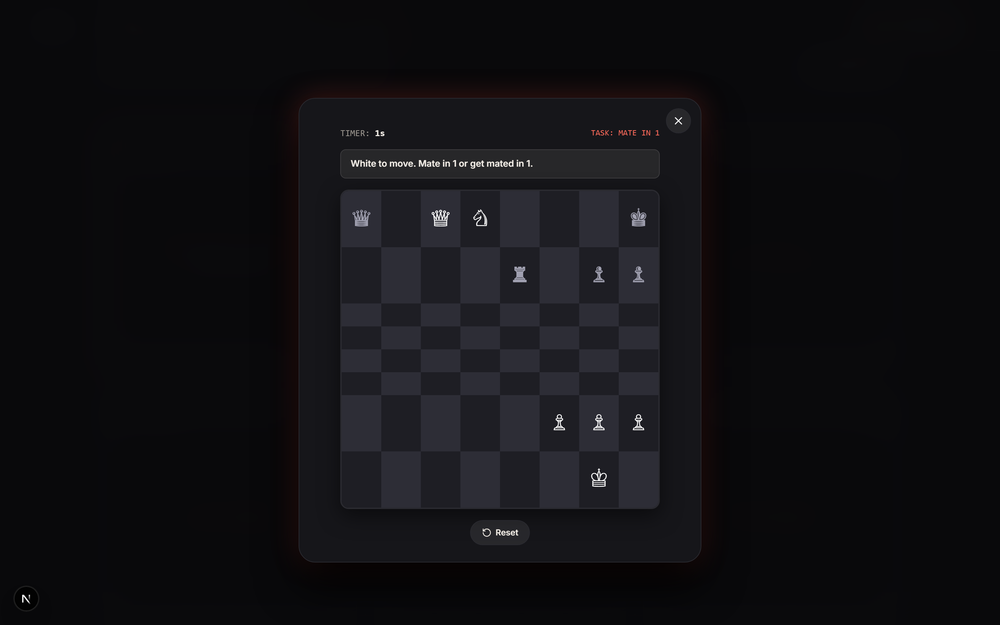 TIMER: 1s
TASK: MATE IN 1
White to move. Mate in 1 or get mated in 1.
Reset
N